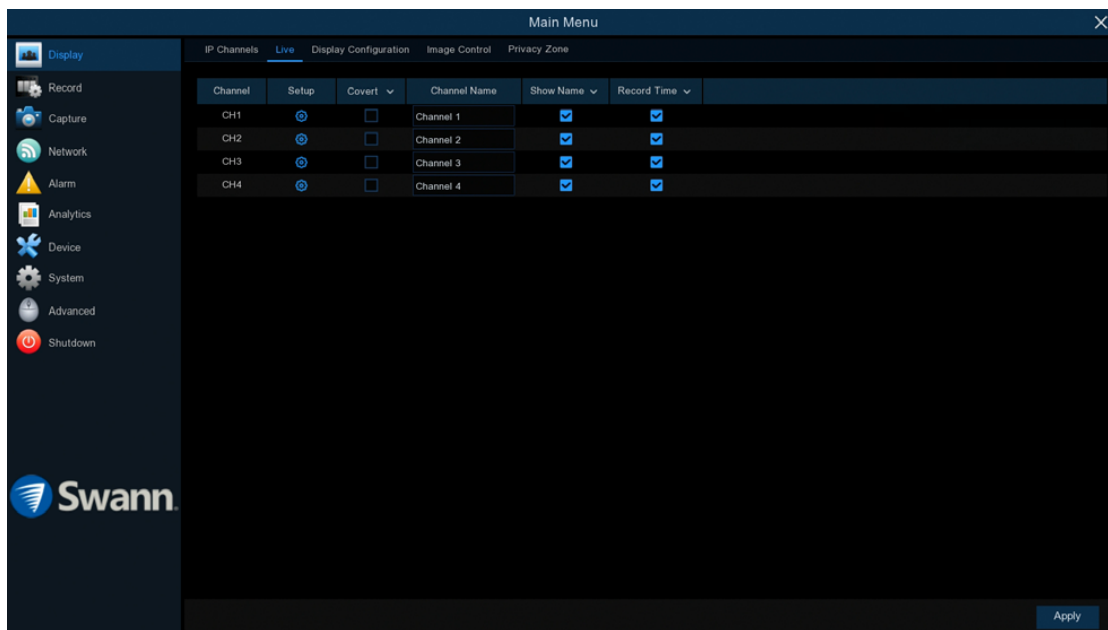 Main Menu
Display
IP Channels Live Display Configuration Image Control Privacy Zone
Record
Channel Setup Covert Channel Name Show Name Record Time
CH1 Channel 1
Capture
CH2 Channel 2
Network
CH3 Channel 3
Alarm
CH4 Channel 4
Analytics
Device
System
Advanced
Shutdown
Swann.
Apply